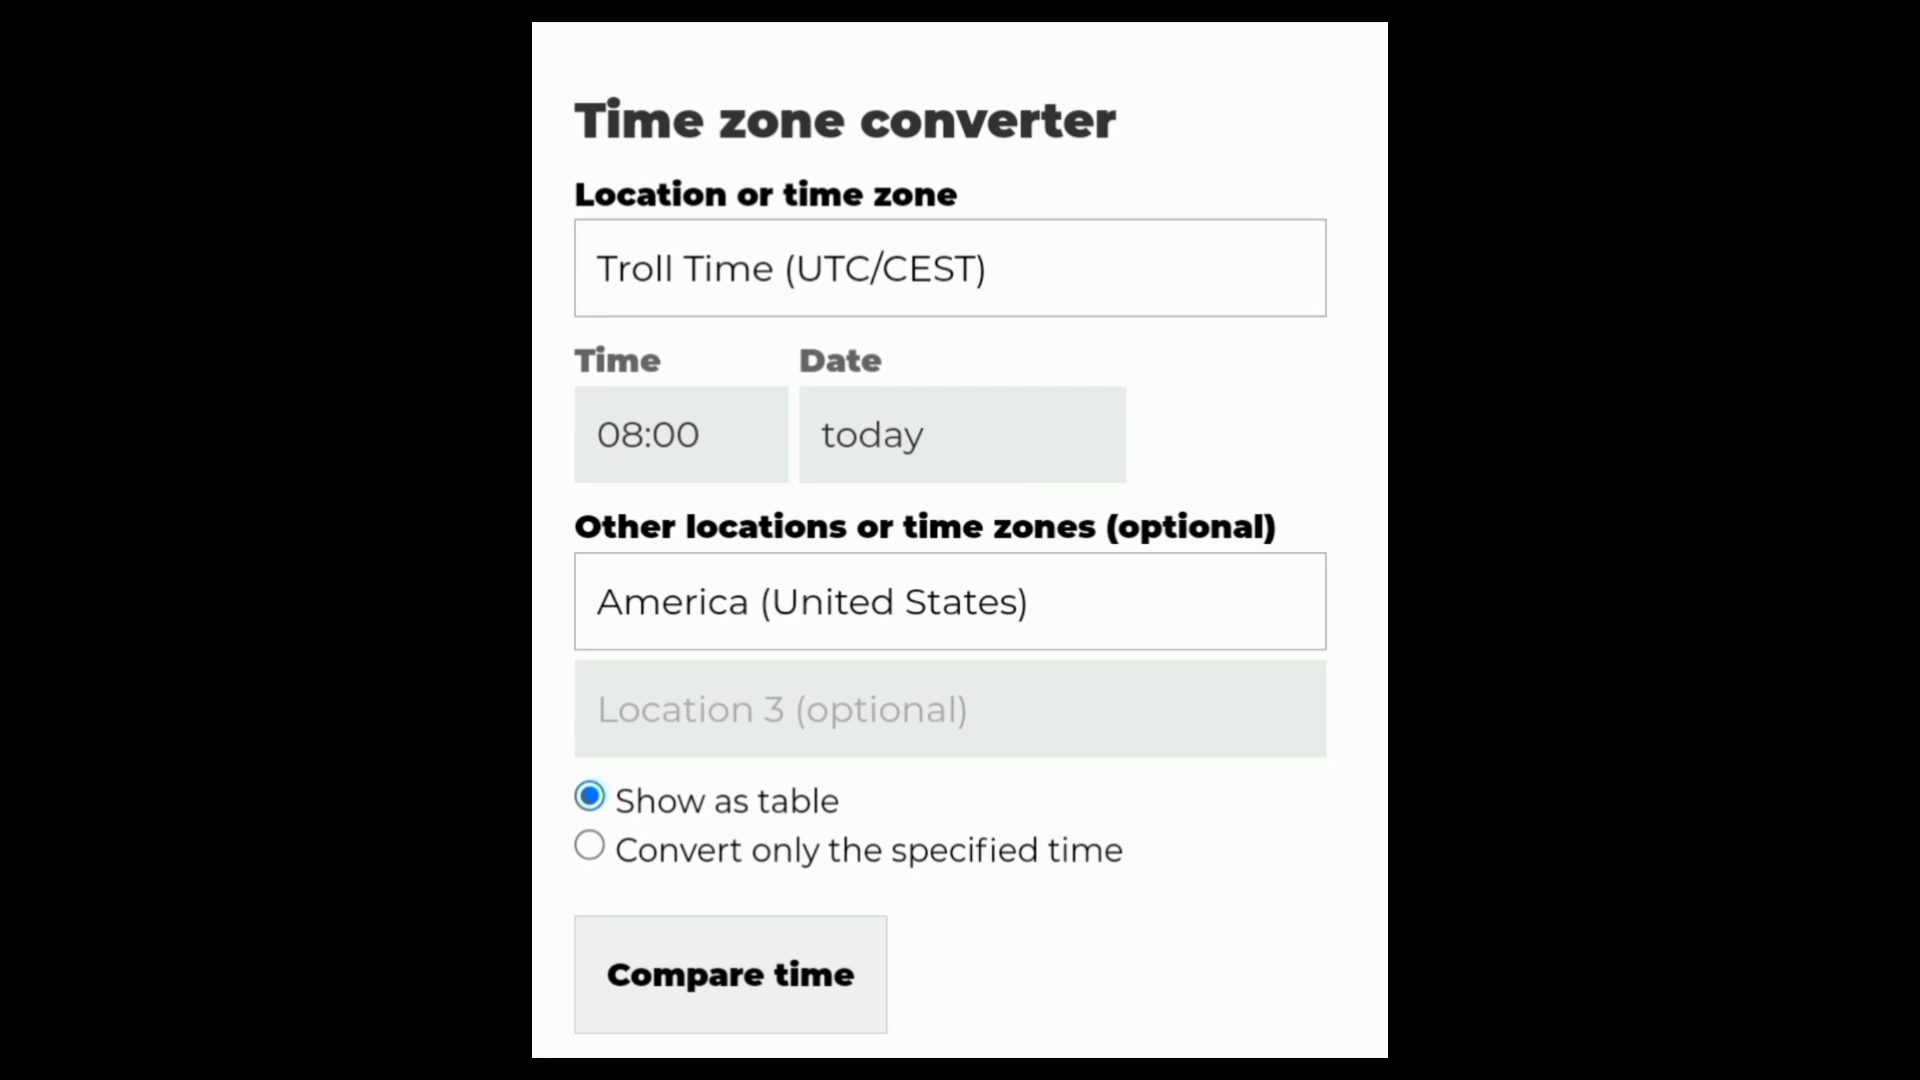 Time zone converter
Location or time zone
Troll Time (UTC/CEST)
Time Date
08:00 today
Other locations or time zones (optional)
America (United States)
Location 3 (optional)
Show as table
Convert only the specified time
Compare time